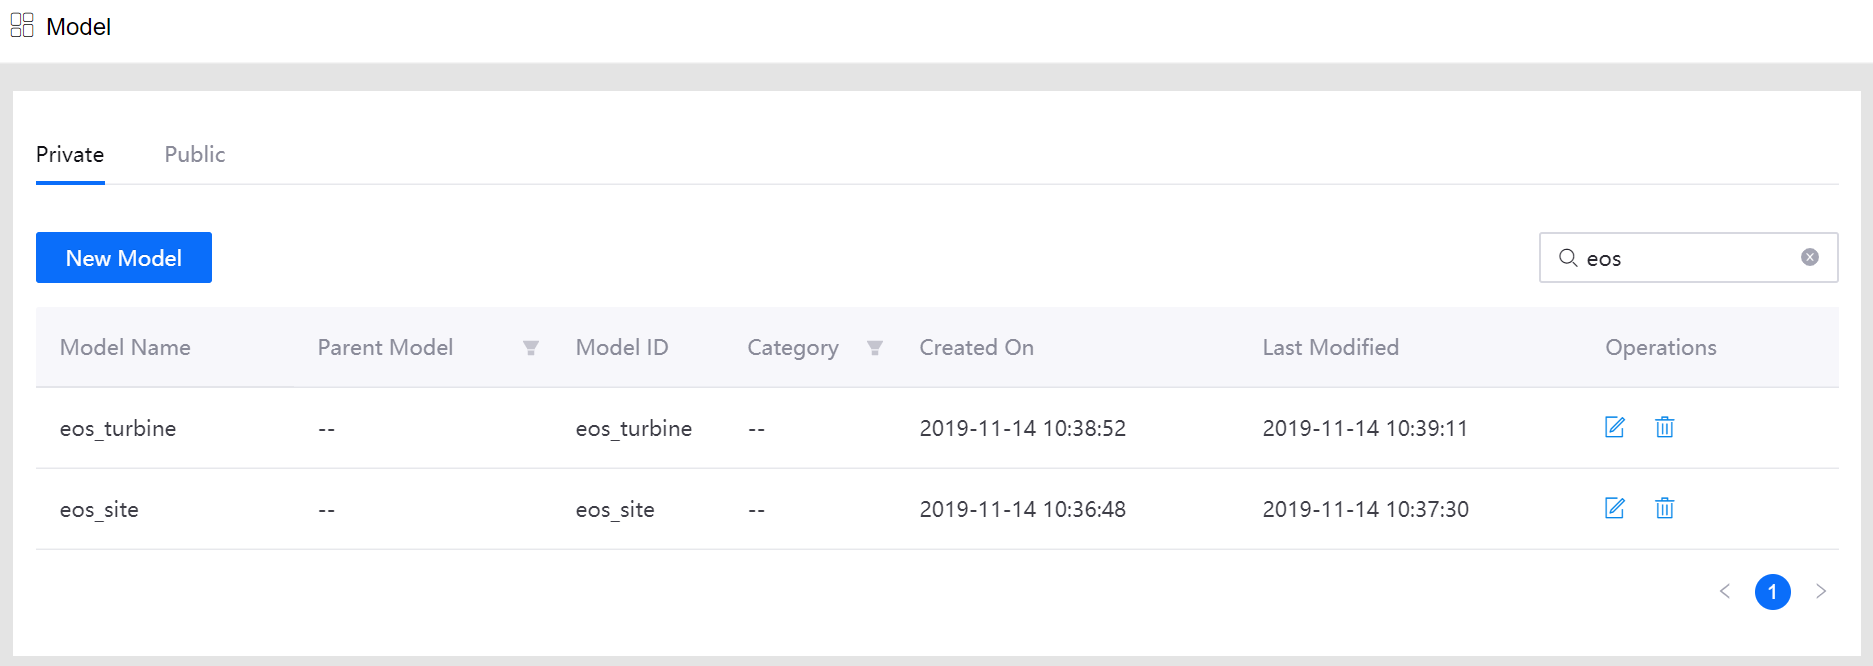 Model
Private Public
New Model eos
Model Name Parent Model Model ID Category Created On Last Modified Operations
eos_turbine -- eos_turbine -- 2019-11-14 10:38:52 2019-11-14 10:39:11
eos_site -- eos_site -- 2019-11-14 10:36:48 2019-11-14 10:37:30
< 1 >